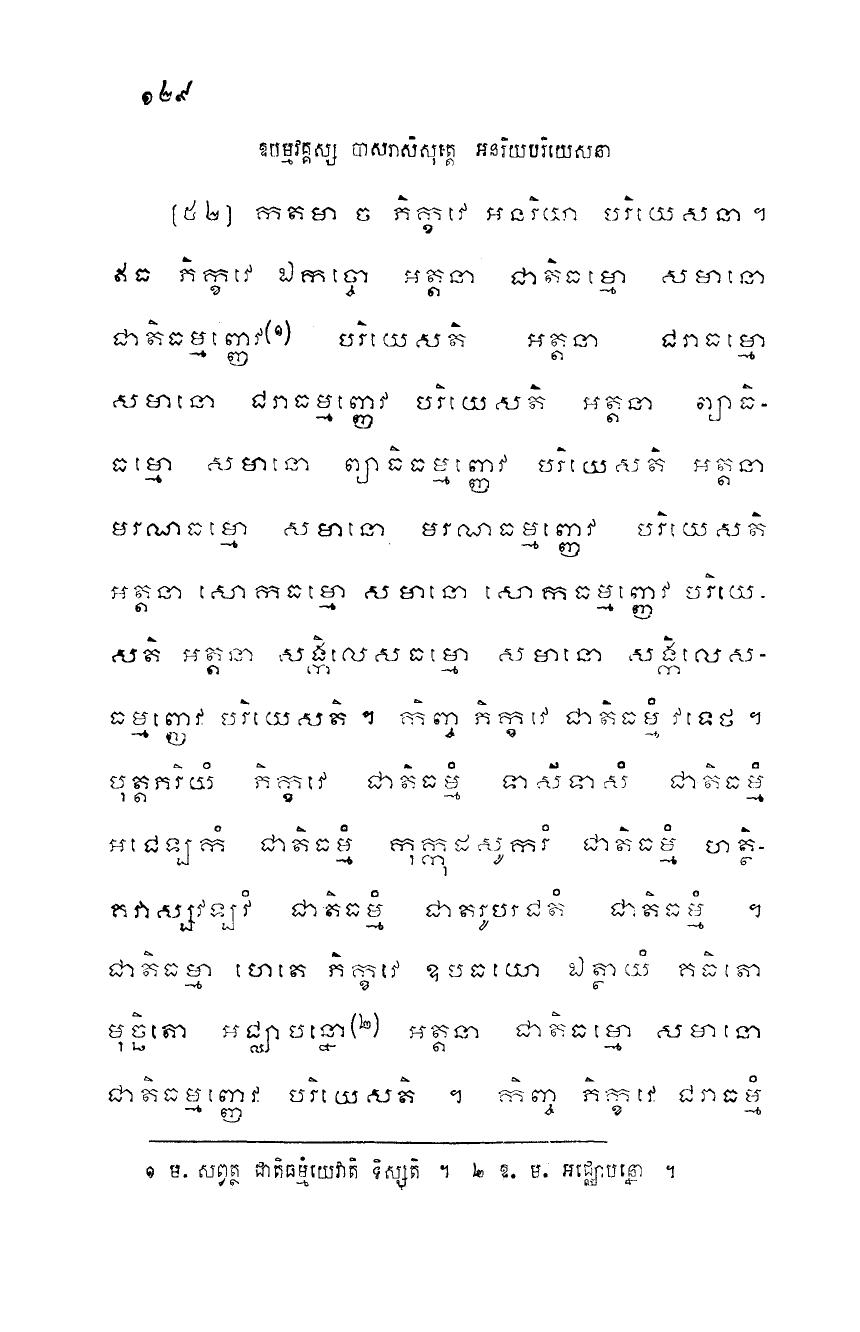 ១២៩
ឱបម្មវគ្គស្ស បាសរាសិសុត្តេ អនរិយបរិយេសនា
[៥២] កតមា ច ភិក្ខវេ អនរិយា បរិយេសនា ។
ឥធ ភិក្ខវេ ឯកច្ចោ អត្តនា ជាតិធម្មោ សមានោ
ជាតិធម្មញ្ញេវ(១) បរិយេសតិ អត្តនា ជរាធម្មោ
សមានោ ជរាធម្មញ្ញេវ បរិយេសតិ អត្តនា ព្យាធិ-
ធម្មោ សមានោ ព្យាធិធម្មញ្ញេវ បរិយេសតិ អត្តនា
មរណាធម្មោ សមានោ មរណាធម្មញ្ញេវ បរិយេសតិ
អត្តនា សោកធម្មោ សមានោ សោកធម្មញ្ញេវ បរិយេ-
សតិ អត្តនា សង្កិលេសធម្មោ សមានោ សង្កិលេស-
ធម្មញ្ញេវ បរិយេសតិ ។ កិញ្ច ភិក្ខវេ ជាតិធម្មំ វទេថ ។
បុត្តភរិយំ ភិក្ខវេ ជាតិធម្មំ ទាសីទាសំ ជាតិធម្មំ
អជេឡកំ ជាតិធម្មំ កុក្កុដសូករំ ជាតិធម្មំ ហត្ថិ-
គវាស្សវឡវំ ជាតិធម្មំ ជាតរូបរជតំ ជាតិធម្មំ ។
ជាតិធម្មា ហេតេ ភិក្ខវេ ឧបធយោ ឯត្ថាយំ គធិតោ
មុច្ឆិតោ អជ្ឈាបន្នោ(២) អត្តនា ជាតិធម្មោ សមានោ
ជាតិធម្មញ្ញេវ បរិយេសតិ ។ កិញ្ច ភិក្ខវេ ជរាធម្មំ
១ ម. សព្វត្ថ ជាតិធម្មំយេវាតិ ទិស្សតិ ។ ២ ឱ. ម. អជ្ឈោបន្នោ ។